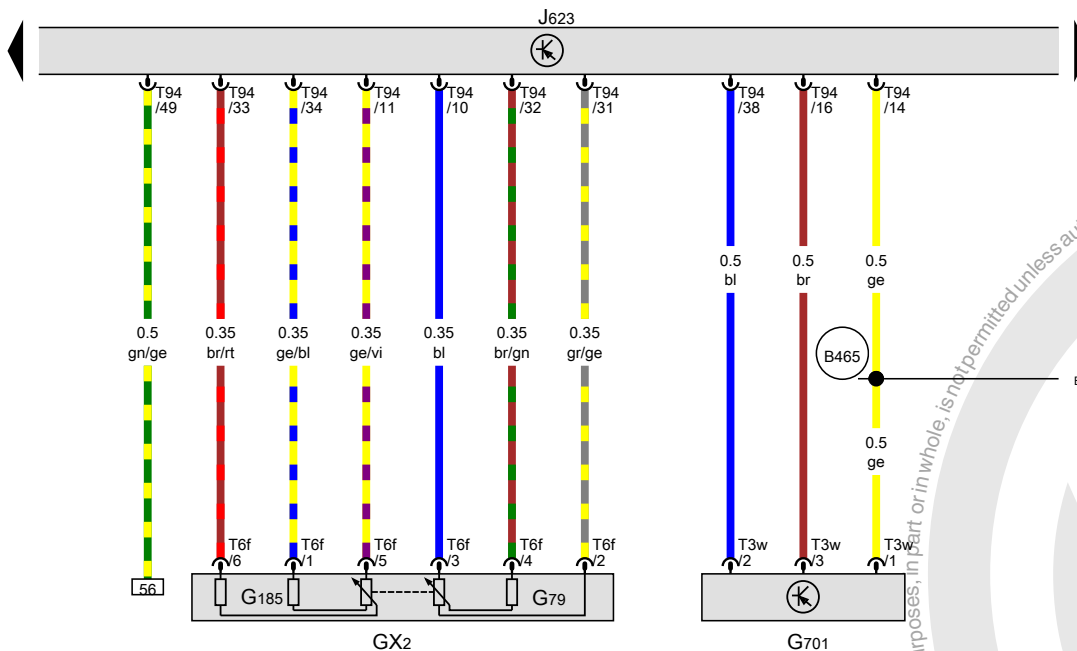 J623
T94 /49
T94 /33
T94 /34
T94 /11
T94 /10
T94 /32
T94 /31
T94 /38
T94 /16
T94 /14
0.5 gn/ge
0.35 br/rt
0.35 ge/bl
0.35 ge/vi
0.35 bl
0.35 br/gn
0.35 gr/ge
0.5 bl
0.5 br
0.5 ge
B465
0.5 ge
T6f /6
T6f /1
T6f /5
T6f /3
T6f /4
T6f /2
T3w /2
T3w /3
T3w /1
56
G185
G79
GX2
G701
rposes, in part or in whole, is not permitted unless au